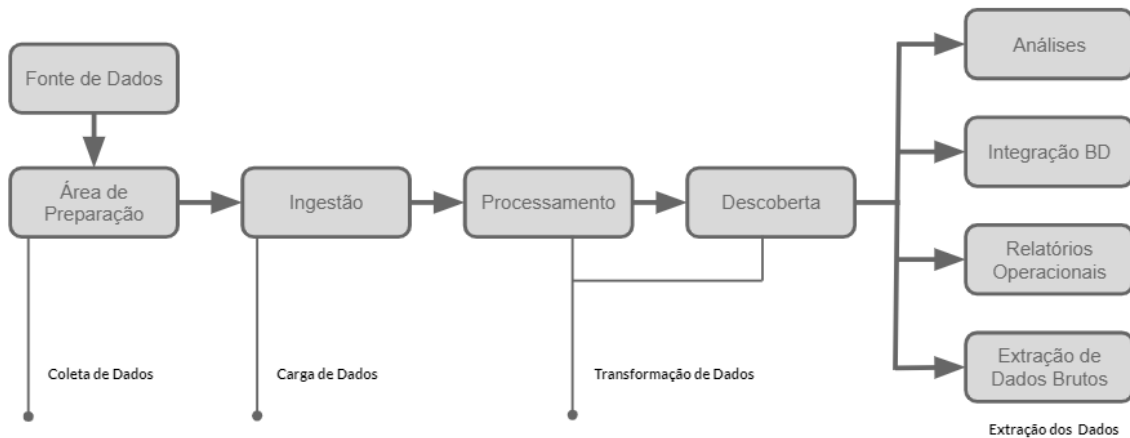 Fonte de Dados
Área de
Preparação
Ingestão
Processamento
Descoberta
Análises
Integração BD
Relatórios
Operacionais
Extração de
Dados Brutos
Coleta de Dados
Carga de Dados
Transformação de Dados
Extração dos Dados